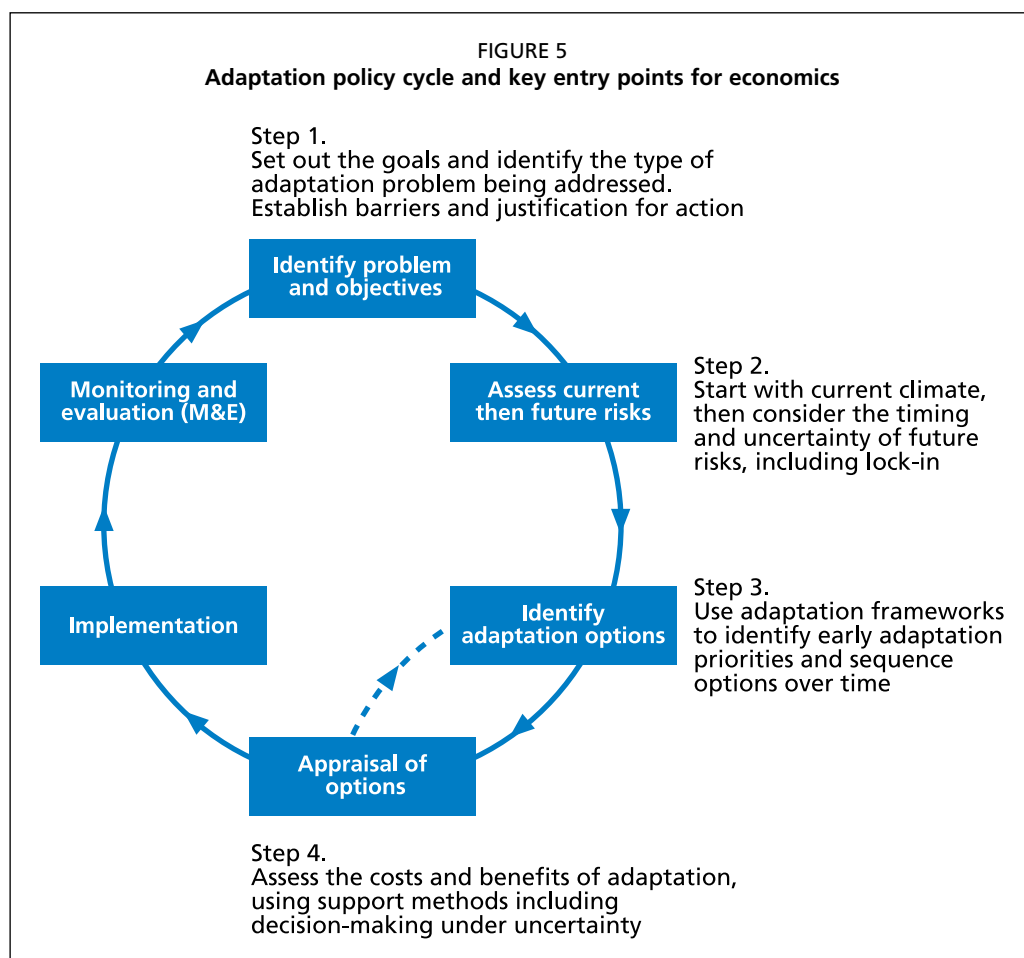 FIGURE 5
Adaptation policy cycle and key entry points for economics
Step 1.
Set out the goals and identify the type of
adaptation problem being addressed.
Establish barriers and justification for action
Identify problem
and objectives
Monitoring and
evaluation (M&E)
Assess current
then future risks
Step 2.
Start with current climate,
then consider the timing
and uncertainty of future
risks, including lock-in
Implementation
Identify
adaptation options
Step 3.
Use adaptation frameworks
to identify early adaptation
priorities and sequence
options over time
Appraisal of
options
Step 4.
Assess the costs and benefits of adaptation,
using support methods including
decision-making under uncertainty